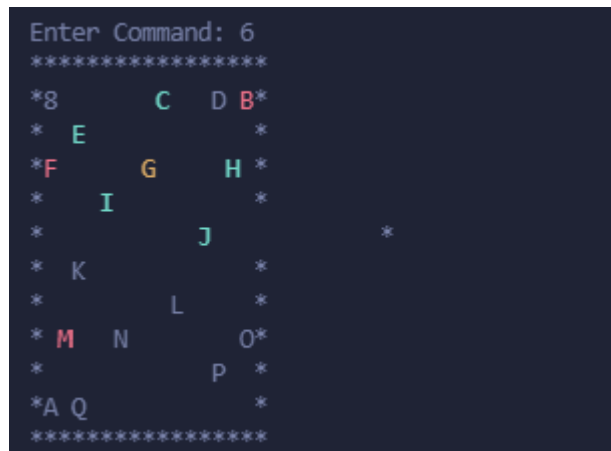 Enter Command: 6
*****************
*8       C   D B*
*  E            *
*F      G     H *
*    I          *
*           J            *
*  K            *
*         L     *
* M   N        O*
*            P  *
*A Q            *
*****************